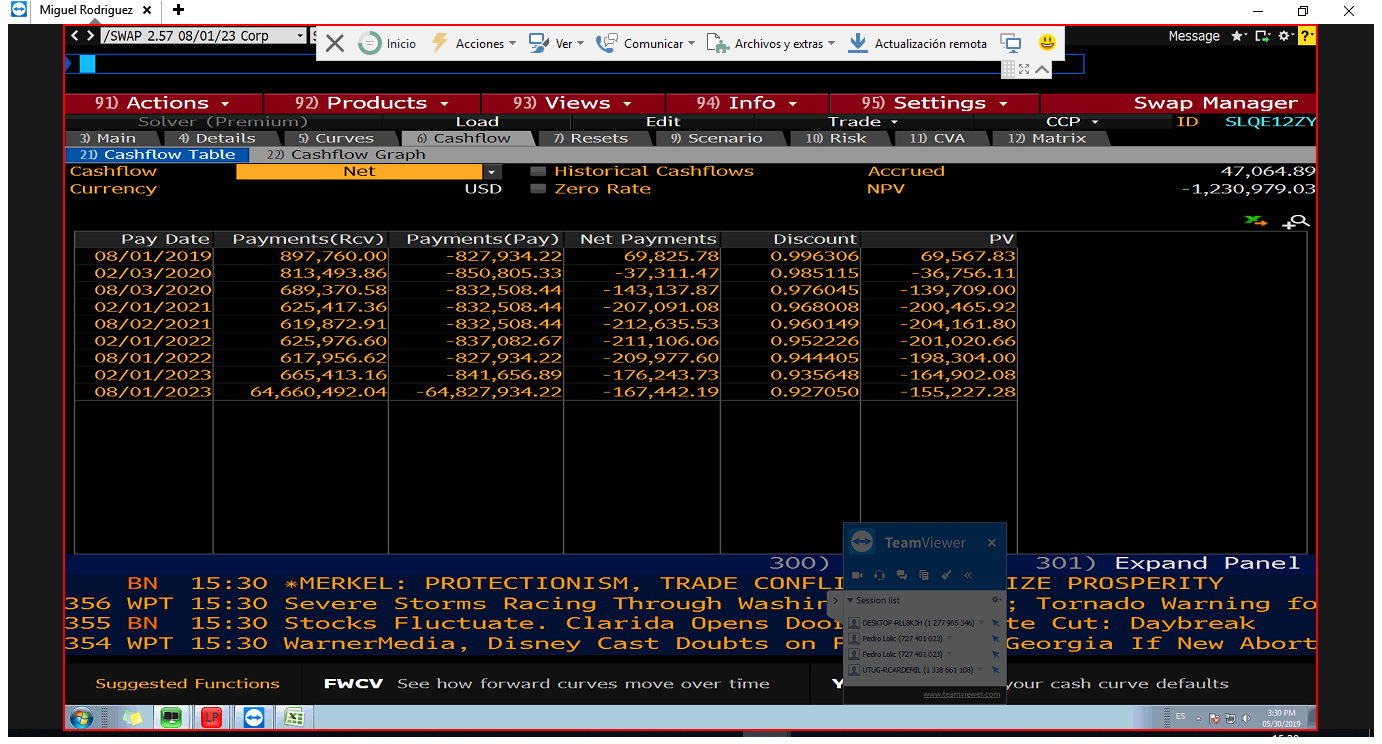 Miguel Rodriguez
/SWAP 2.57 08/01/23 Corp
Inicio Acciones Ver Comunicar Archivos y extras Actualización remota
Message
91) Actions 92) Products 93) Views 94) Info 95) Settings Swap Manager
Solver (Premium) Load Edit Trade CCP ID SLQE12ZY
3) Main 4) Details 5) Curves 6) Cashflow 7) Resets 9) Scenario 10) Risk 11) CVA 12) Matrix
21) Cashflow Table 22) Cashflow Graph
Cashflow Net Historical Cashflows Accrued 47,064.89
Currency USD Zero Rate NPV -1,230,979.03
Pay Date Payments(Rcv) Payments(Pay) Net Payments Discount PV
08/01/2019 897,760.00 -827,934.22 69,825.78 0.996306 69,567.83
02/03/2020 813,493.86 -850,805.33 -37,311.47 0.985115 -36,756.11
08/03/2020 689,370.58 -832,508.44 -143,137.87 0.976045 -139,709.00
02/01/2021 625,417.36 -832,508.44 -207,091.08 0.968008 -200,465.92
08/02/2021 619,872.91 -832,508.44 -212,635.53 0.960149 -204,161.80
02/01/2022 625,976.60 -837,082.67 -211,106.06 0.952226 -201,020.66
08/01/2022 617,956.62 -827,934.22 -209,977.60 0.944405 -198,304.00
02/01/2023 665,413.16 -841,656.89 -176,243.73 0.935648 -164,902.08
08/01/2023 64,660,492.04 -64,827,934.22 -167,442.19 0.927050 -155,227.28
TeamViewer
300) 301) Expand Panel
BN 15:30 *MERKEL: PROTECTIONISM, TRADE CONFLI IZE PROSPERITY
356 WPT 15:30 Severe Storms Racing Through Washin ; Tornado Warning fo
355 BN 15:30 Stocks Fluctuate. Clarida Opens Doo te Cut: Daybreak
354 WPT 15:30 WarnerMedia, Disney Cast Doubts on F Georgia If New Abort
Session list
DESKTOP-RLL8K3H (1 277 905 346)
Pedro Lolic (727 401 023)
Pedro Lolic (727 401 023)
UTUG-RCARDEMIL (1 338 661 108)
www.teamviewer.com
Suggested Functions FWCV See how forward curves move over time Y your cash curve defaults
LP
ES 3:30 PM
05/30/2019